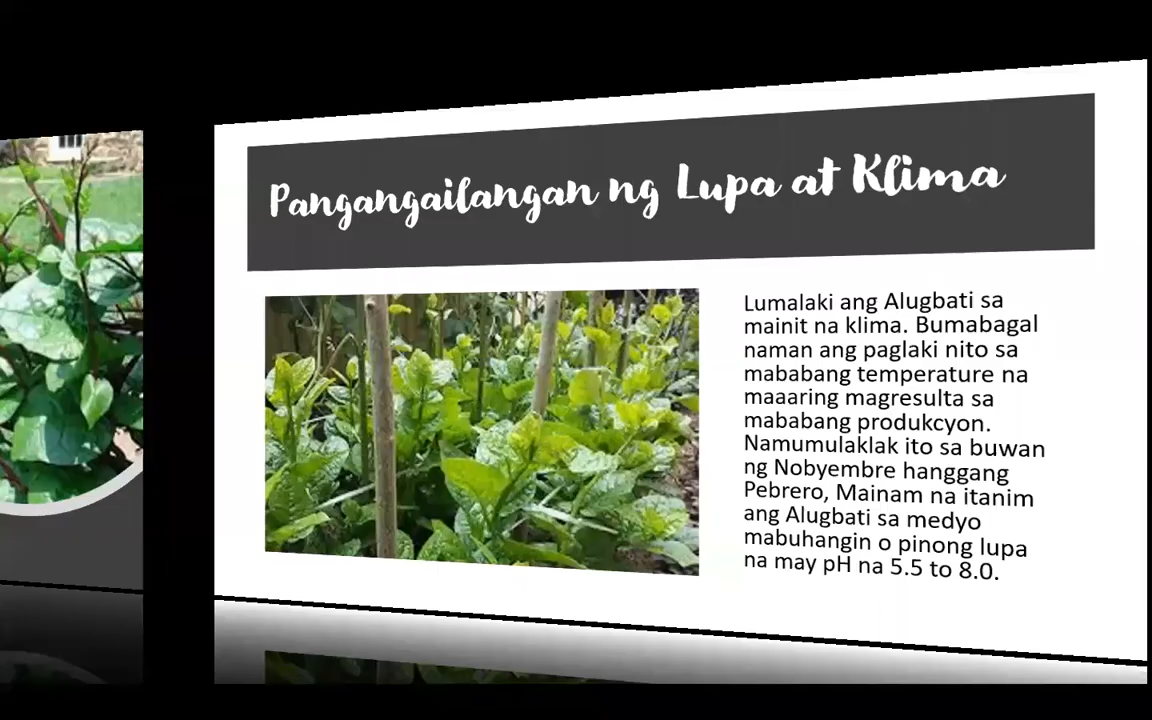 Pangangailangan ng Lupa at Klima
Lumalaki ang Alugbati sa
mainit na klima. Bumabagal
naman ang paglaki nito sa
mababang temperature na
maaaring magresulta sa
mababang produkcyon.
Namumulaklak ito sa buwan
ng Nobyembre hanggang
Pebrero, Mainam na itanim
ang Alugbati sa medyo
mabuhangin o pinong lupa
na may pH na 5.5 to 8.0.